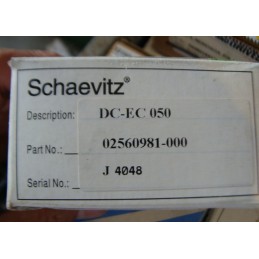 Schaevitz®
Description: DC-EC 050
Part No.: 02560981-000
Serial No.: J 4048